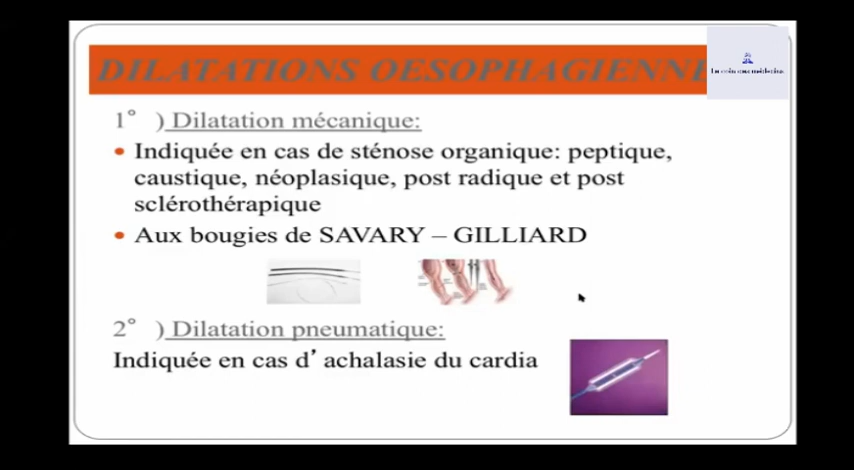 DILATATIONS OESOPHAGIENNE
1° ) Dilatation mécanique:
• Indiquée en cas de sténose organique: peptique,
caustique, néoplasique, post radique et post
sclérothérapique
• Aux bougies de SAVARY – GILLIARD
2° ) Dilatation pneumatique:
Indiquée en cas d’ achalasie du cardia